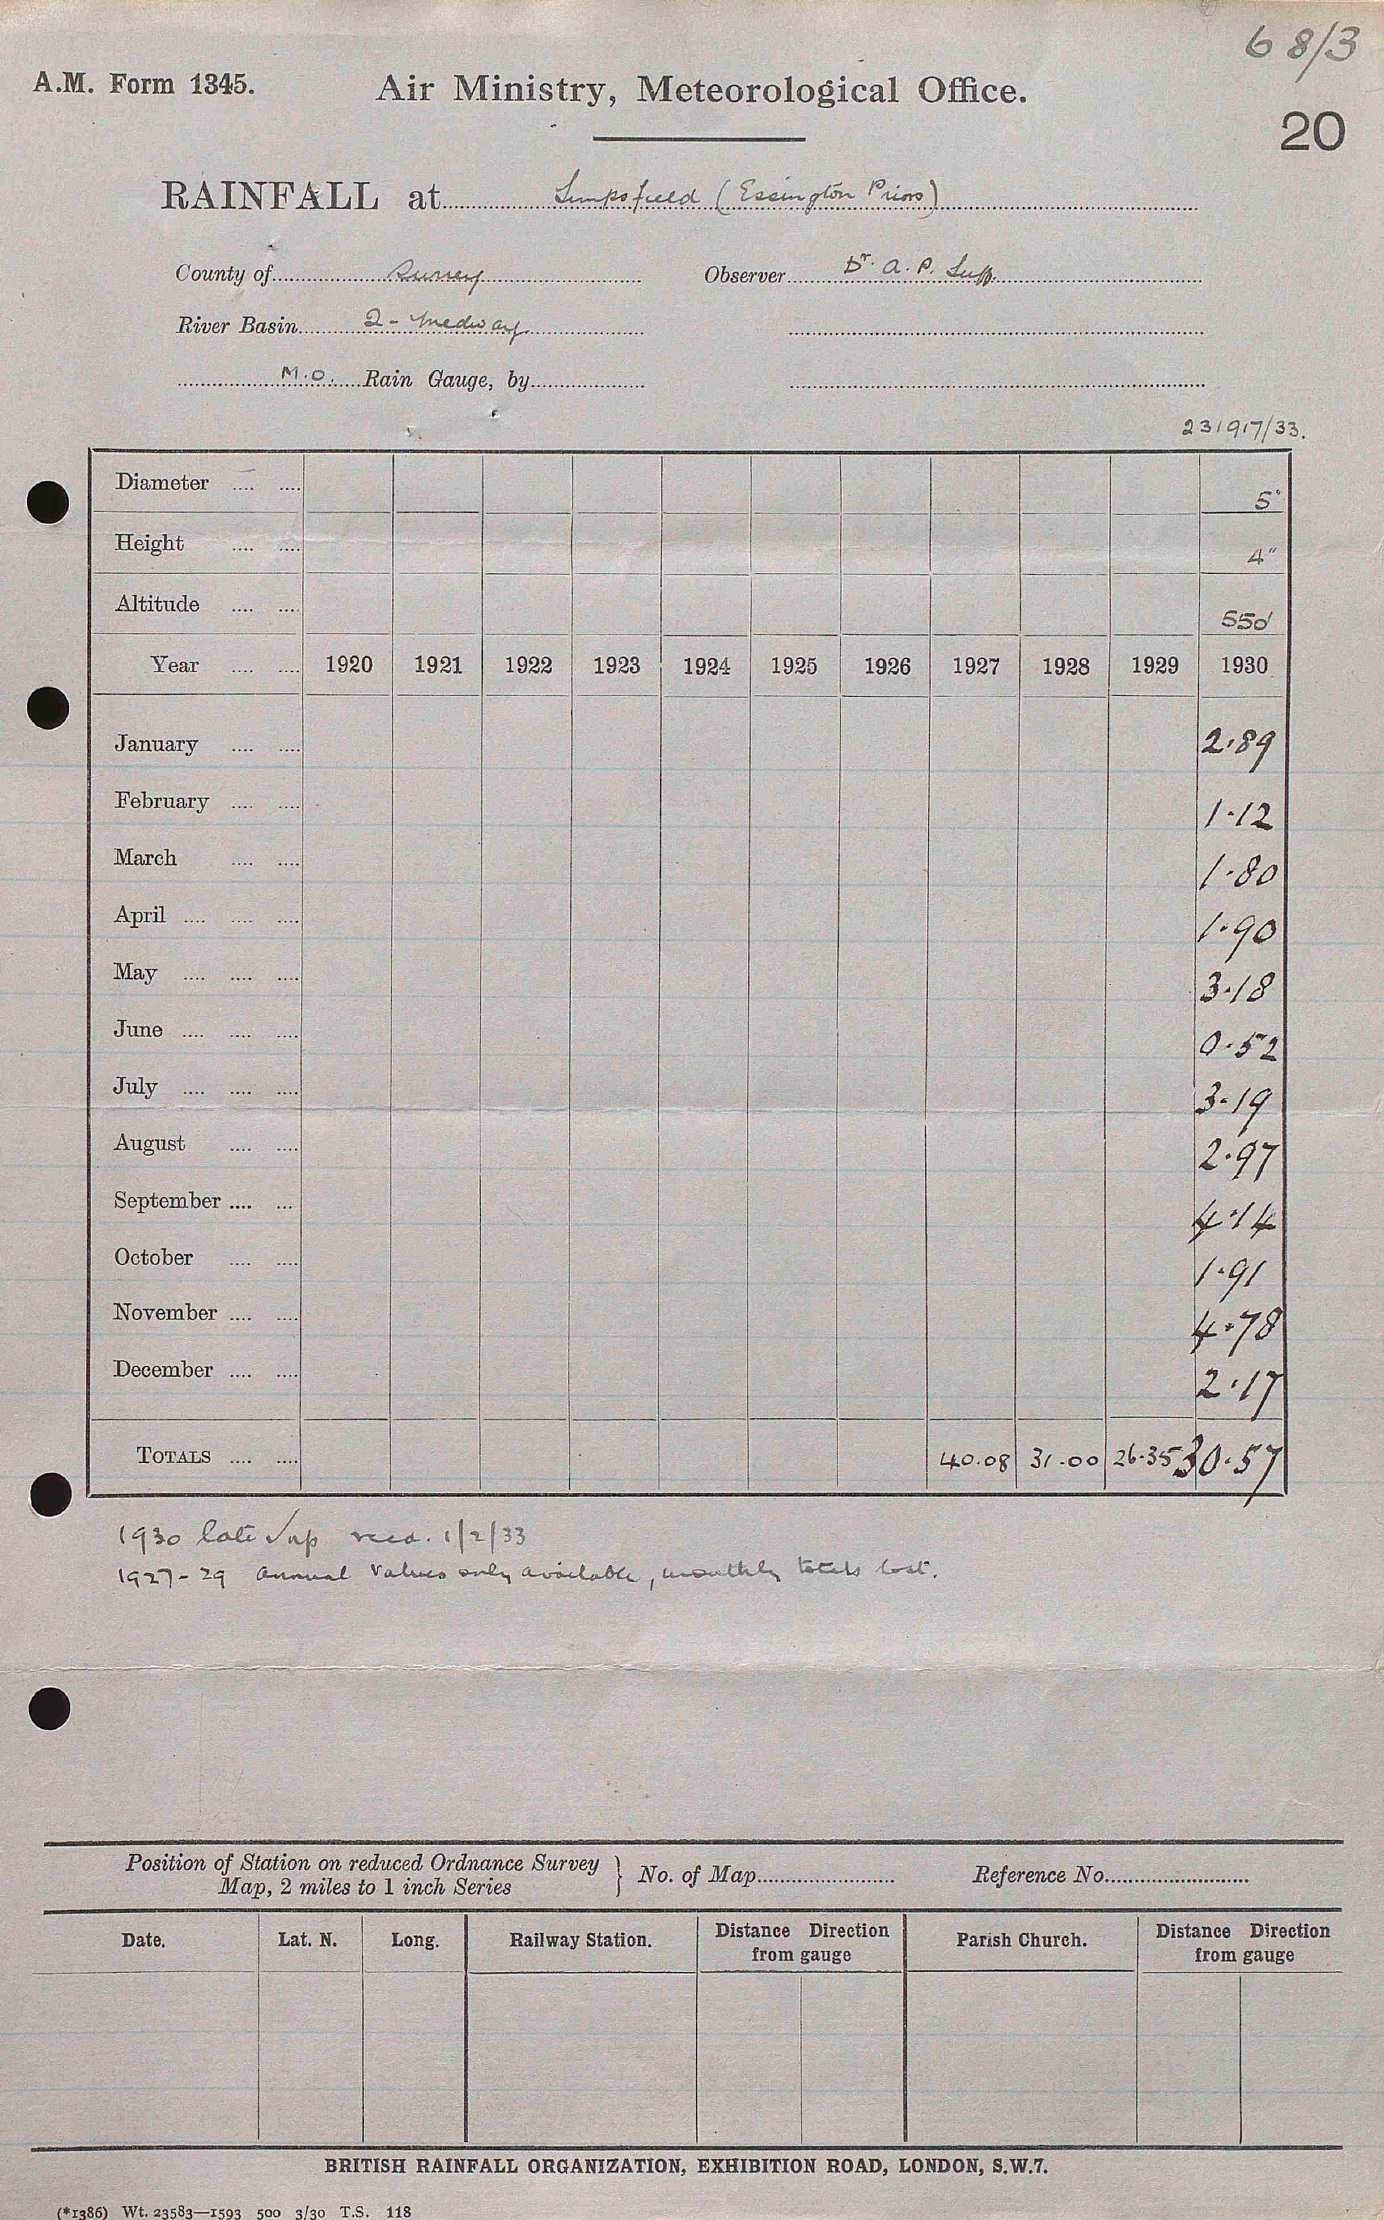 68/3
A.M. Form 1345. Air Ministry, Meteorological Office.
20
RAINFALL at Limpsfield (Essington Priors)
County of Surrey Observer Dr. A. P. Luff.
River Basin 2 - Medway
M.O. Rain Gauge, by
231917/33.
Diameter .... .... 5"
Height .... .... 4"
Altitude .... .... 550'
Year .... .... 1920 1921 1922 1923 1924 1925 1926 1927 1928 1929 1930
January .... .... 2.89
February .... .... 1.12
March .... .... 1.80
April .... .... .... 1.90
May .... .... .... 3.18
June .... .... .... 0.52
July .... .... .... 3.19
August .... .... 2.97
September .... ... 4.14
October .... .... 1.91
November .... .... 4.78
December .... .... 2.17
TOTALS .... .... 40.08 31.00 26.35 30.57
1930 late recd. 1/2/33
1927-29 annual values only available, monthly totals lost.
Position of Station on reduced Ordnance Survey
Map, 2 miles to 1 inch Series } No. of Map Reference No.
Date. Lat. N. Long. Railway Station. Distance Direction from gauge Parish Church. Distance Direction from gauge
BRITISH RAINFALL ORGANIZATION, EXHIBITION ROAD, LONDON, S.W.7.
(*1386) Wt. 23583—1593 500 3/30 T.S. 118